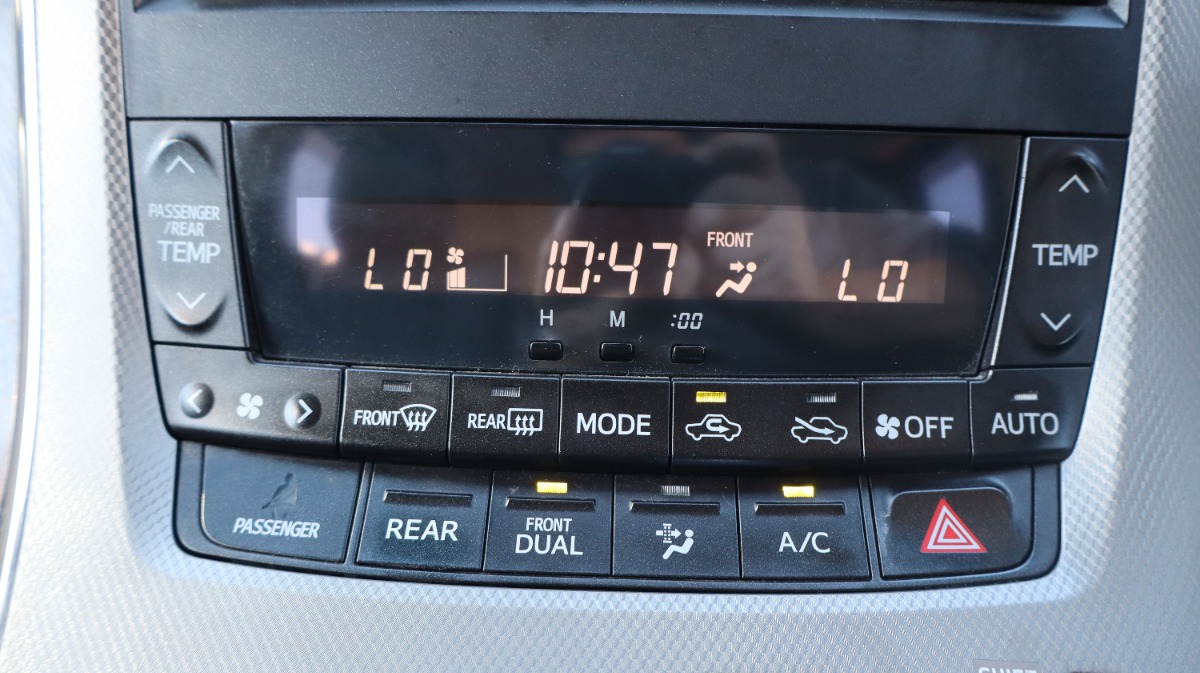 PASSENGER
/REAR
TEMP
LO
10:47
FRONT
LO
TEMP
H M :00
FRONT
REAR
MODE
OFF
AUTO
PASSENGER
REAR
FRONT
DUAL
A/C